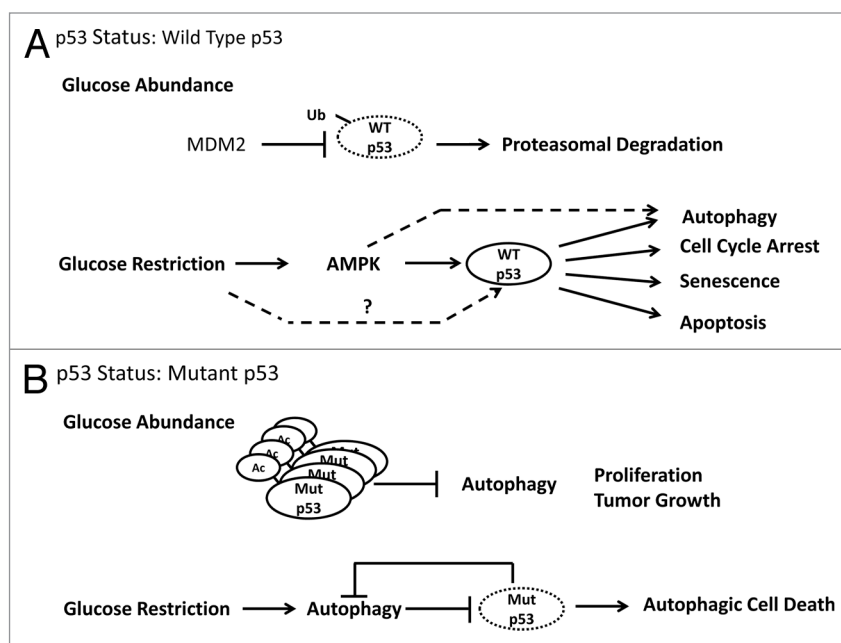 A p53 Status: Wild Type p53
Glucose Abundance
Ub
MDM2
WT
p53
Proteasomal Degradation
Autophagy
Cell Cycle Arrest
Glucose Restriction
AMPK
WT
p53
Senescence
?
Apoptosis
B p53 Status: Mutant p53
Glucose Abundance
Ac
Ac
Ac
Mut
Mut
Mut
Mut
p53
Autophagy
Proliferation
Tumor Growth
Glucose Restriction
Autophagy
Mut
p53
Autophagic Cell Death